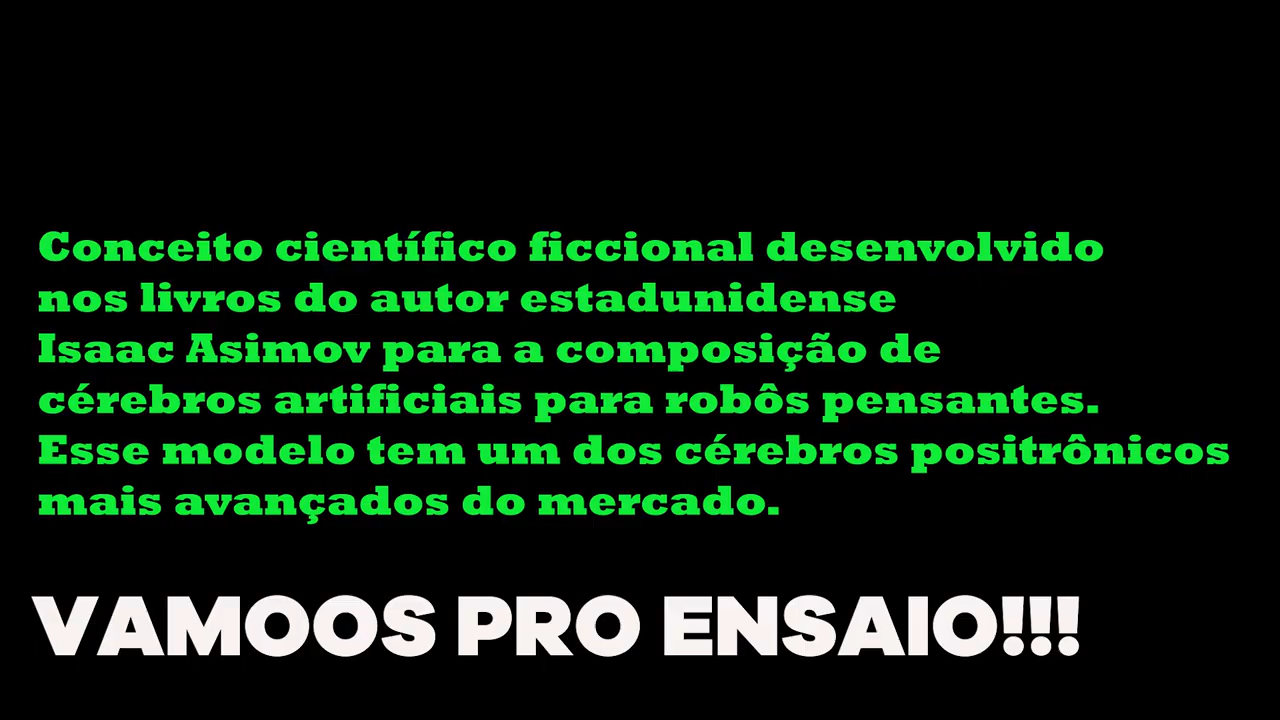 Conceito científico ficcional desenvolvido
nos livros do autor estadunidense
Isaac Asimov para a composição de
cérebros artificiais para robôs pensantes.
Esse modelo tem um dos cérebros positrônicos
mais avançados do mercado.
VAMOOS PRO ENSAIO!!!